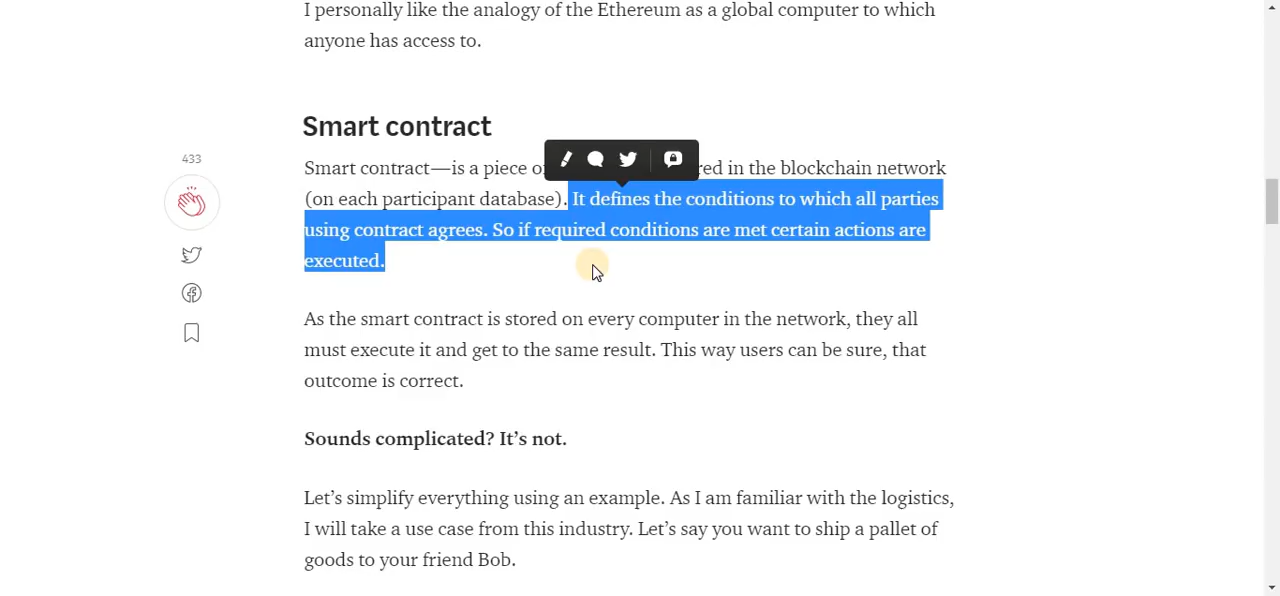 I personally like the analogy of the Ethereum as a global computer to which
anyone has access to.
Smart contract
433
Smart contract—is a piece o red in the blockchain network
(on each participant database). It defines the conditions to which all parties
using contract agrees. So if required conditions are met certain actions are
executed.
As the smart contract is stored on every computer in the network, they all
must execute it and get to the same result. This way users can be sure, that
outcome is correct.
Sounds complicated? It's not.
Let's simplify everything using an example. As I am familiar with the logistics,
I will take a use case from this industry. Let's say you want to ship a pallet of
goods to your friend Bob.